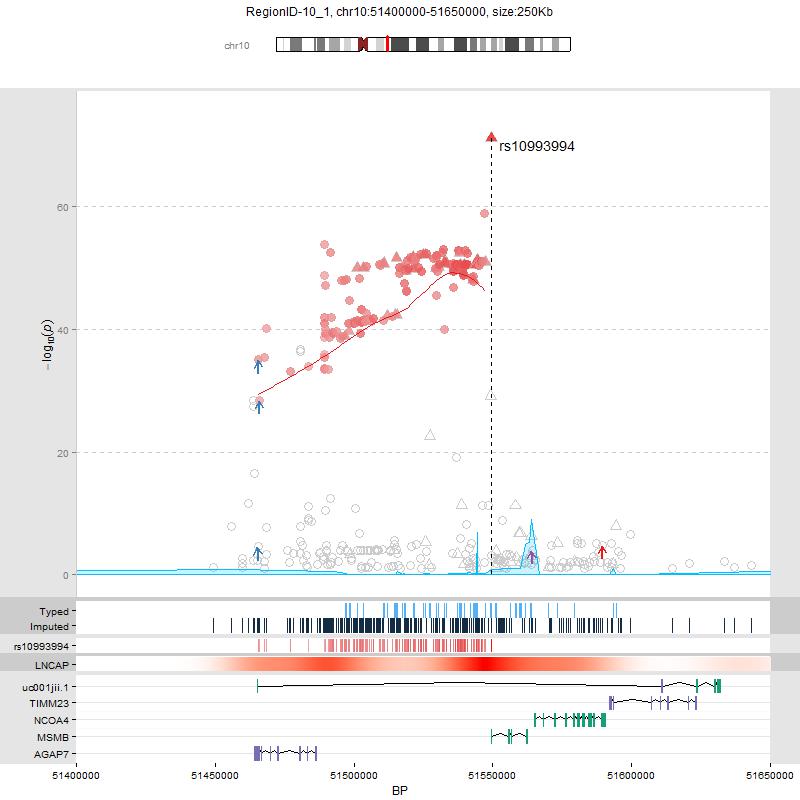 RegionID-10_1, chr10:51400000-51650000, size:250Kb
chr10
rs10993994
60
40
20
0
−log10(p)
Typed
Imputed
rs10993994
LNCAP
uc001jii.1
TIMM23
NCOA4
MSMB
AGAP7
51400000 51450000 51500000 51550000 51600000 51650000
BP